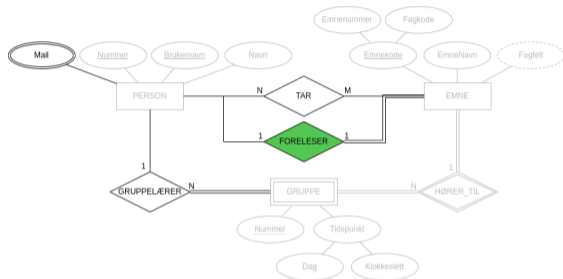 Emnenummer
Fagkode
Mail
Nummer
Brukernavn
Navn
Emnekode
EmneNavn
Fagfelt
PERSON
N
TAR
M
EMNE
1
FORELESER
1
1
1
GRUPPELÆRER
N
GRUPPE
N
HØRER_TIL
Nummer
Tidspunkt
Dag
Klokkeslett